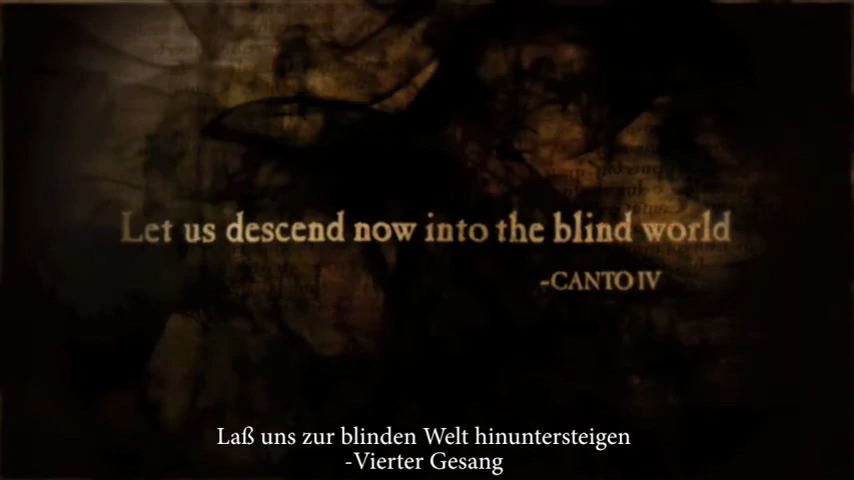 Let us descend now into the blind world
-CANTO IV
Laß uns zur blinden Welt hinuntersteigen
-Vierter Gesang